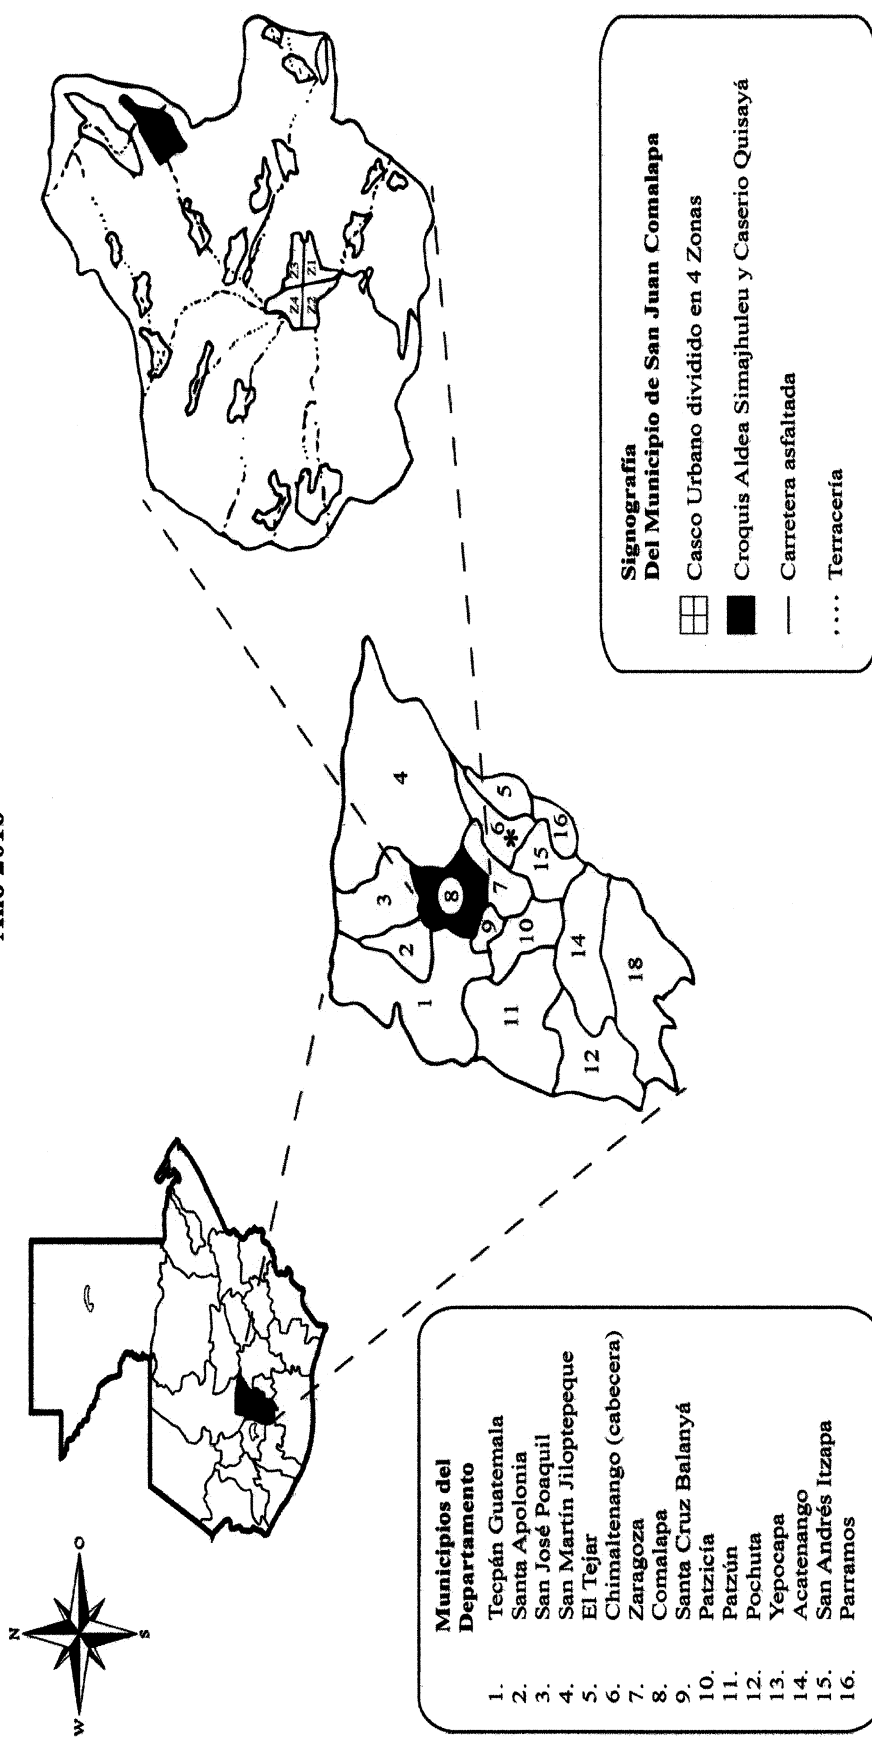 Año
N
W
O
S
Z4 Z3
Z2 Z1
4
3
2
8
1
5
6
*
7
9
16
15
10
11
14
18
12
Municipios del
Departamento
1. Tecpán Guatemala
2. Santa Apolonia
3. San José Poaquil
4. San Martín Jiloptepeque
5. El Tejar
6. Chimaltenango (cabecera)
7. Zaragoza
8. Comalapa
9. Santa Cruz Balanyá
10. Patzicía
11. Patzún
12. Pochuta
13. Yepocapa
14. Acatenango
15. San Andrés Itzapa
16. Parramos
Signografía
Del Municipio de San Juan Comalapa
Casco Urbano dividido en 4 Zonas
Croquis Aldea Simajhuleu y Caserio Quisayá
Carretera asfaltada
Terracería